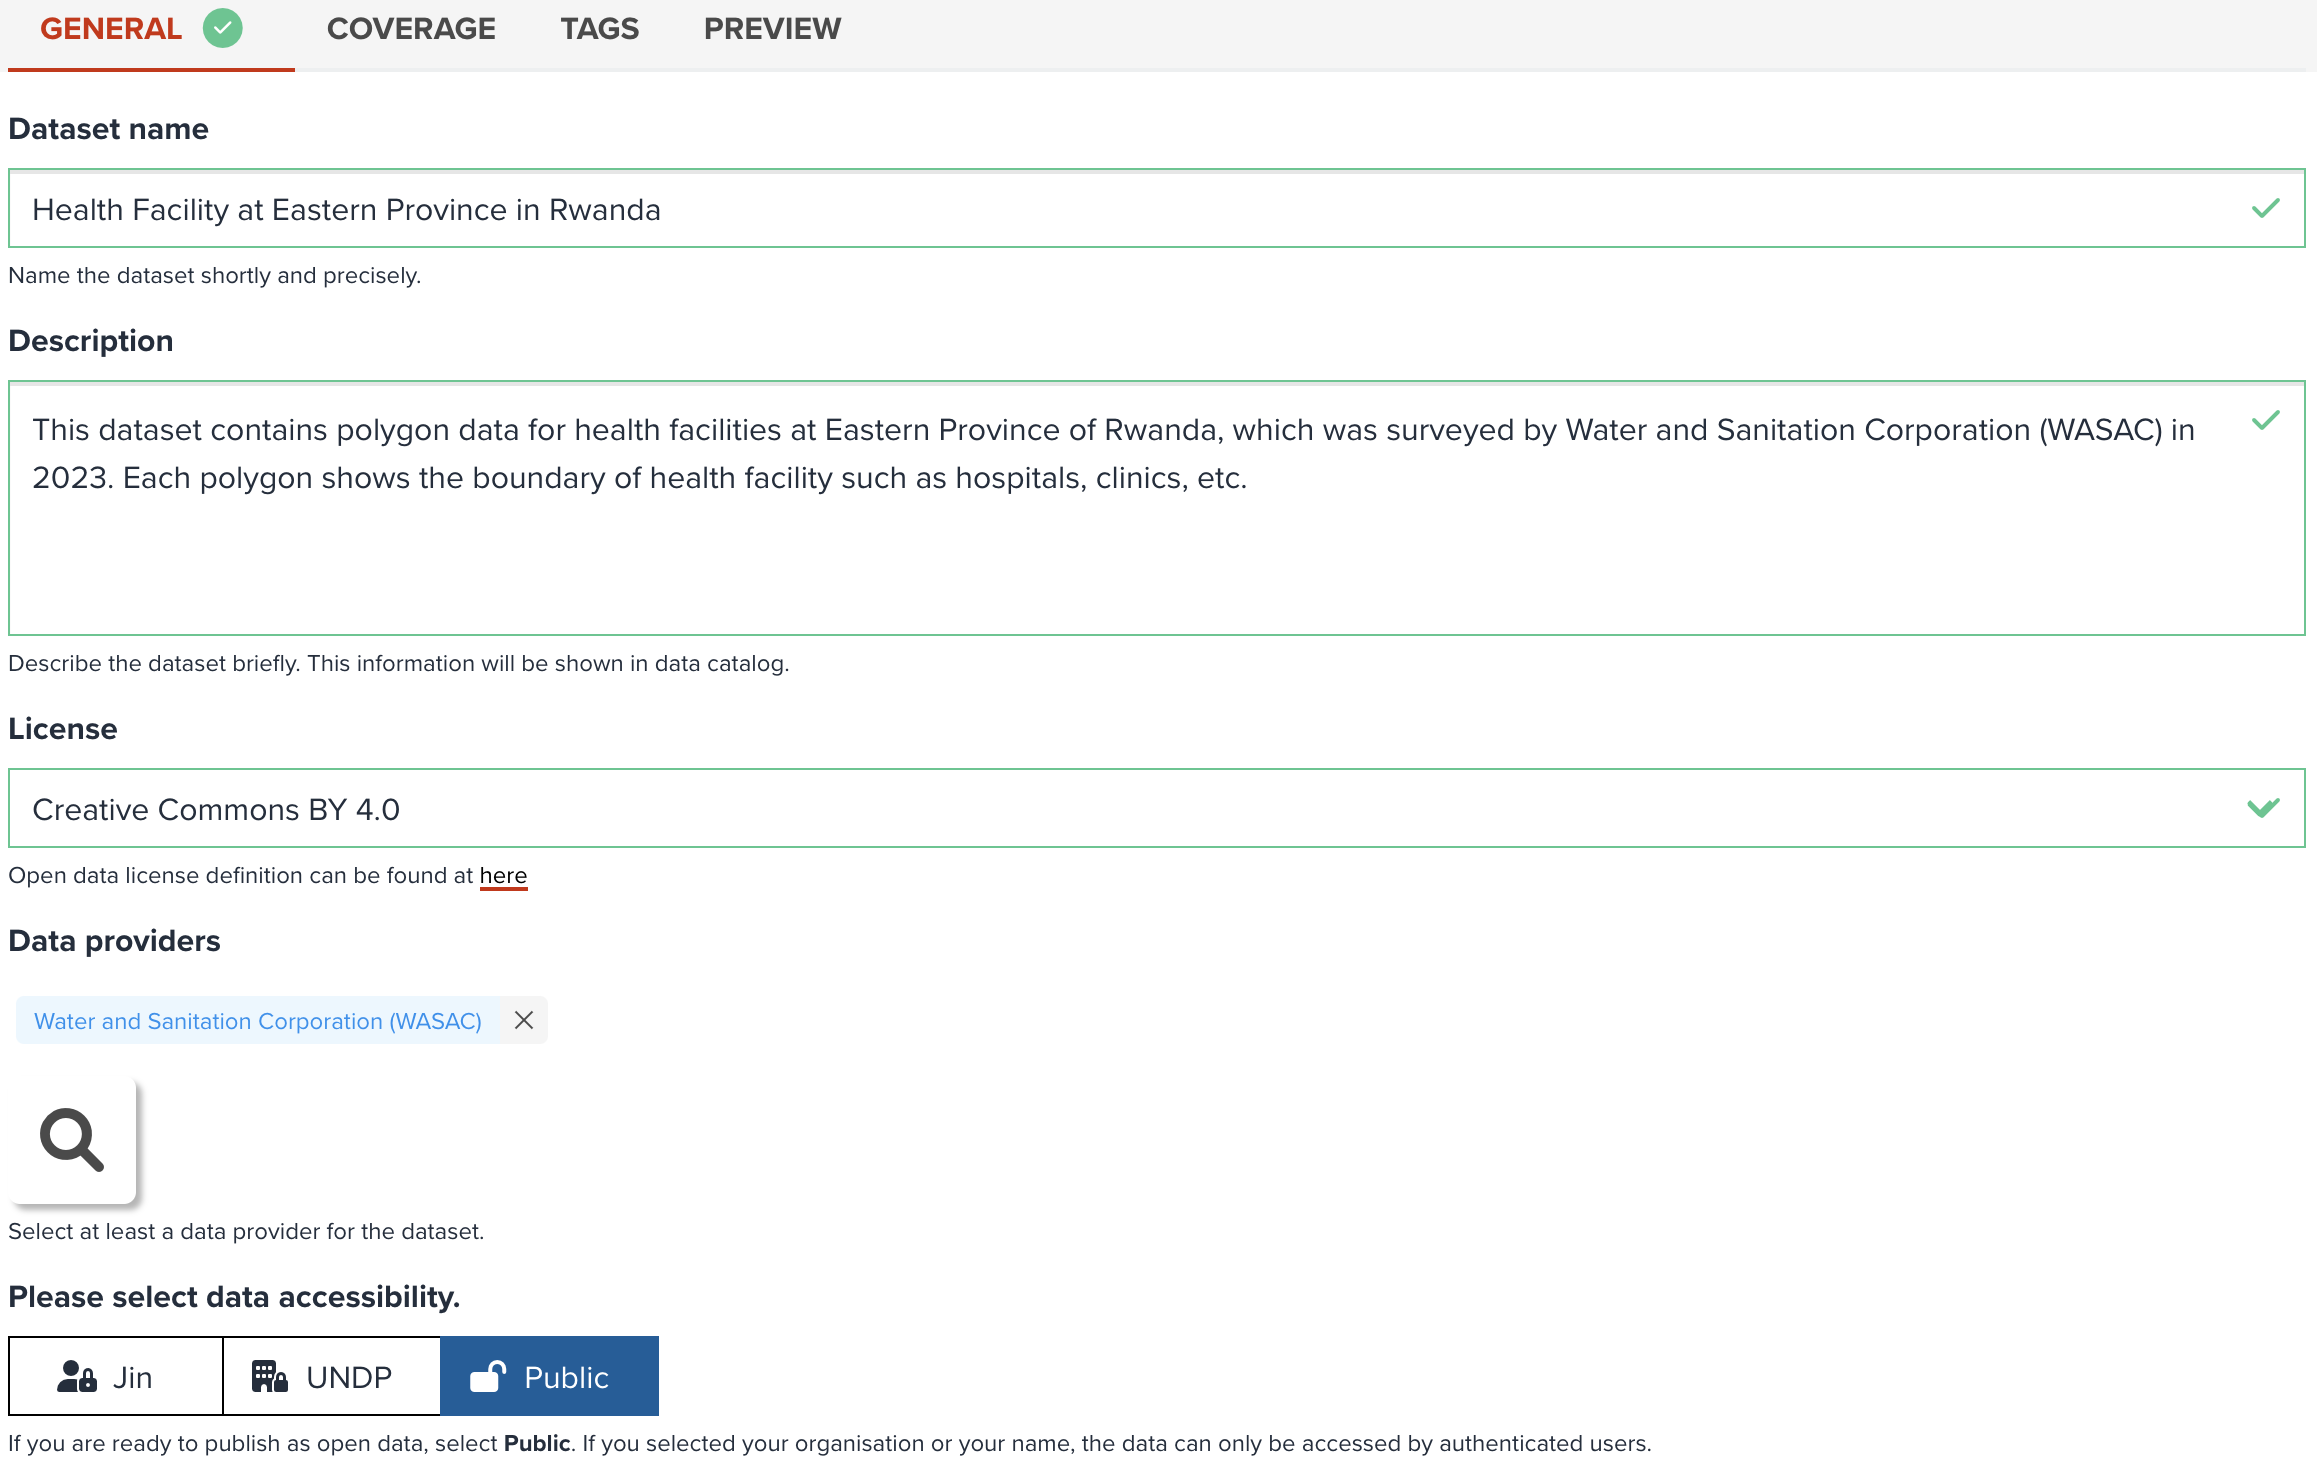 GENERAL COVERAGE TAGS PREVIEW
Dataset name
Health Facility at Eastern Province in Rwanda
Name the dataset shortly and precisely.
Description
This dataset contains polygon data for health facilities at Eastern Province of Rwanda, which was surveyed by Water and Sanitation Corporation (WASAC) in
2023. Each polygon shows the boundary of health facility such as hospitals, clinics, etc.
Describe the dataset briefly. This information will be shown in data catalog.
License
Creative Commons BY 4.0
Open data license definition can be found at here
Data providers
Water and Sanitation Corporation (WASAC)
Select at least a data provider for the dataset.
Please select data accessibility.
Jin UNDP Public
If you are ready to publish as open data, select Public. If you selected your organisation or your name, the data can only be accessed by authenticated users.